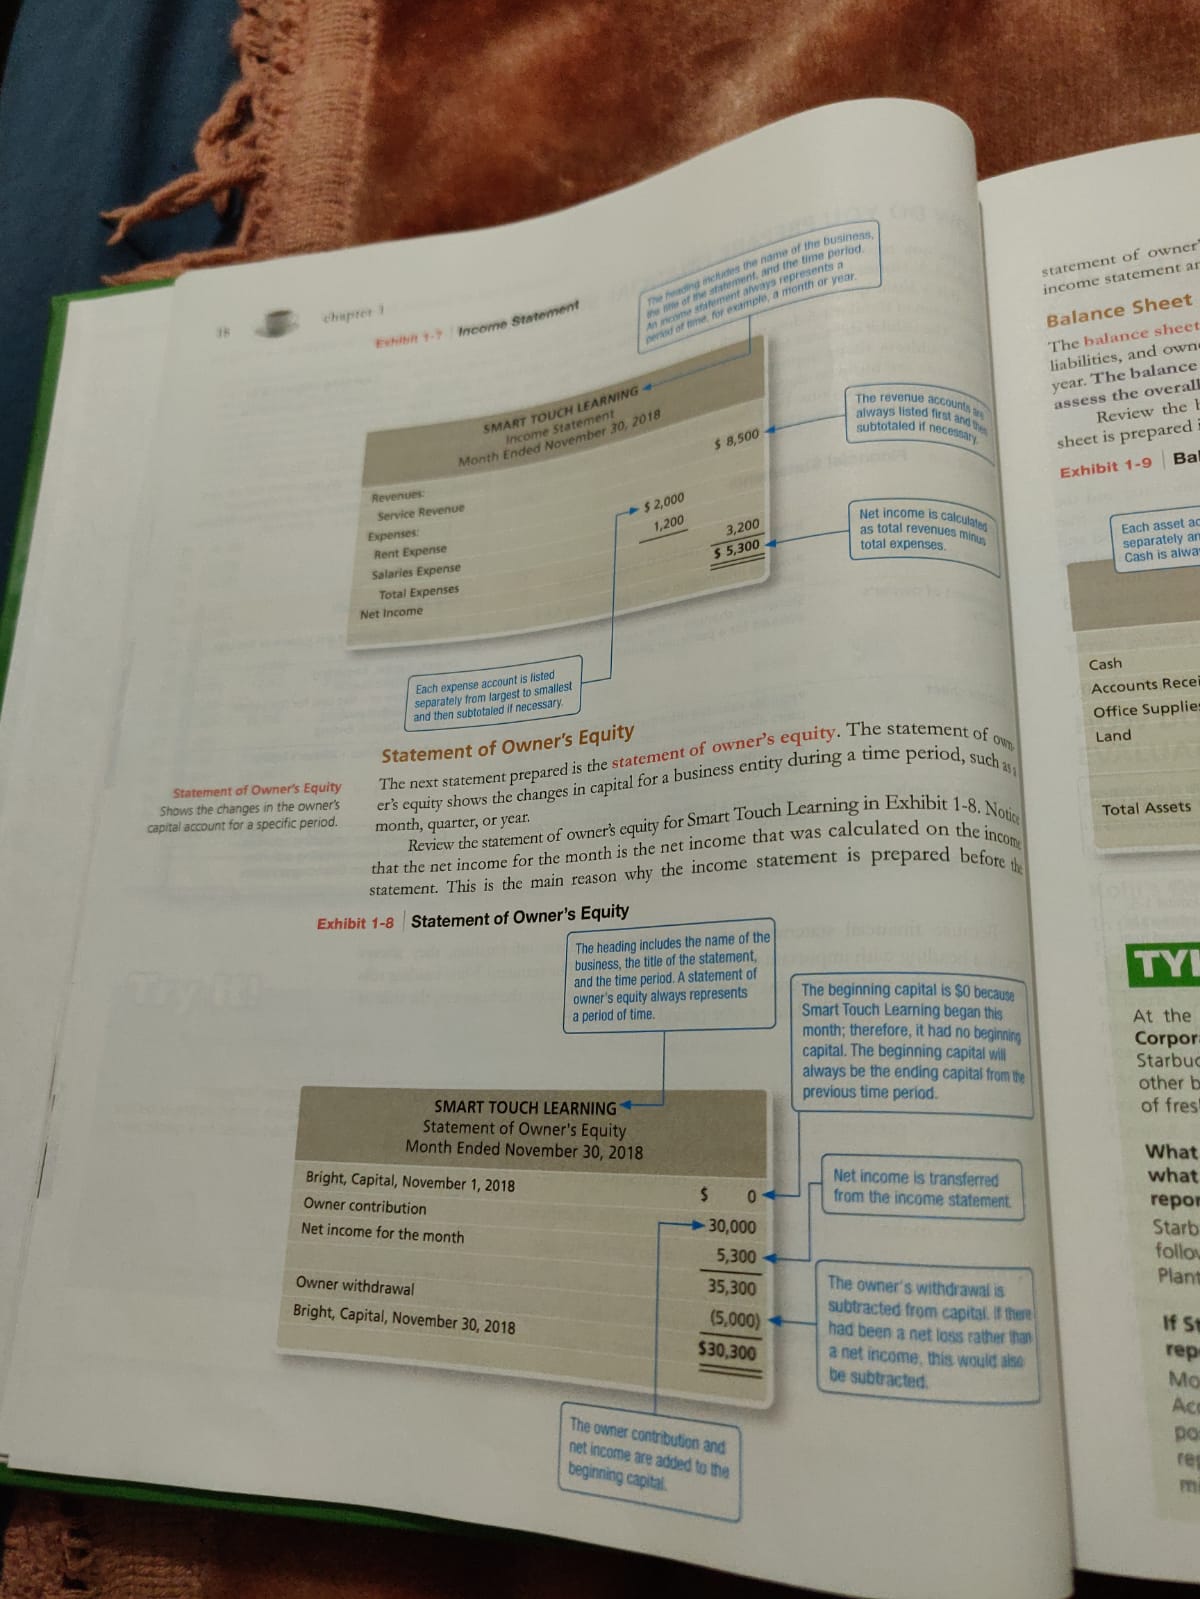 18
chapter 1
Exhibit 1-7 | Income Statement
The heading includes the name of the business,
the title of the statement, and the time period.
An income statement always represents a
period of time, for example, a month or year.
SMART TOUCH LEARNING
Income Statement
Month Ended November 30, 2018
Revenues:
Service Revenue $ 8,500
Expenses:
Rent Expense $ 2,000
Salaries Expense 1,200
Total Expenses 3,200
Net Income $ 5,300
The revenue accounts are
always listed first and then
subtotaled if necessary.
Net income is calculated
as total revenues minus
total expenses.
Each expense account is listed
separately from largest to smallest
and then subtotaled if necessary.
Statement of Owner's Equity
The next statement prepared is the statement of owner's equity. The statement of own-
er's equity shows the changes in capital for a business entity during a time period, such as a
month, quarter, or year.
Review the statement of owner's equity for Smart Touch Learning in Exhibit 1-8. Notice
that the net income for the month is the net income that was calculated on the income
statement. This is the main reason why the income statement is prepared before the
Statement of Owner's Equity
Shows the changes in the owner's
capital account for a specific period.
Exhibit 1-8 | Statement of Owner's Equity
The heading includes the name of the
business, the title of the statement,
and the time period. A statement of
owner's equity always represents
a period of time.
The beginning capital is $0 because
Smart Touch Learning began this
month; therefore, it had no beginning
capital. The beginning capital will
always be the ending capital from the
previous time period.
SMART TOUCH LEARNING
Statement of Owner's Equity
Month Ended November 30, 2018
Bright, Capital, November 1, 2018 $ 0
Owner contribution 30,000
Net income for the month 5,300
35,300
Owner withdrawal (5,000)
Bright, Capital, November 30, 2018 $30,300
Net income is transferred
from the income statement.
The owner's withdrawal is
subtracted from capital. If there
had been a net loss rather than
a net income, this would also
be subtracted.
The owner contribution and
net income are added to the
beginning capital.
statement of owner'
income statement
Balance Sheet
The balance sheet
liabilities, and
year. The balance
assess the overall
Review the
sheet is prepared
Exhibit 1-9 |
Each asset
separately
Cash is
Cash
Accounts
Office
Land
Total Assets
At the
Corpor
Starbuc
other
of
What
what
repor
Starb
follow
Plant
If